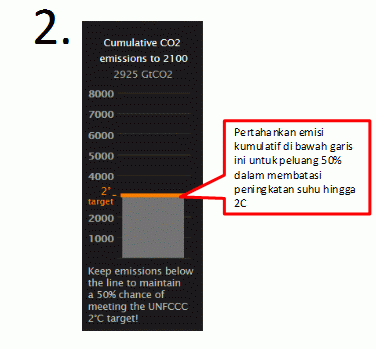 2.
Cumulative CO2
emissions to 2100
2925 GtCO2
8000
7000
6000
5000
4000
2°
target
2000
1000
Keep emissions below
the line to maintain
a 50% chance of
meeting the UNFCCC
2°C target!
Pertahankan emisi
kumulatif di bawah garis
ini untuk peluang 50%
dalam membatasi
peningkatan suhu hingga
2C